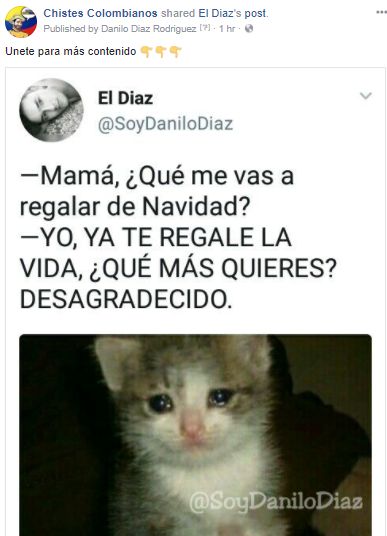 Chistes Colombianos shared El Diaz's post.
Published by Danilo Diaz Rodriguez [?] · 1 hr ·
Unete para más contenido 👇👇👇
El Diaz
@SoyDaniloDiaz
—Mamá, ¿Qué me vas a
regalar de Navidad?
—YO, YA TE REGALE LA
VIDA, ¿QUÉ MÁS QUIERES?
DESAGRADECIDO.
@SoyDaniloDiaz